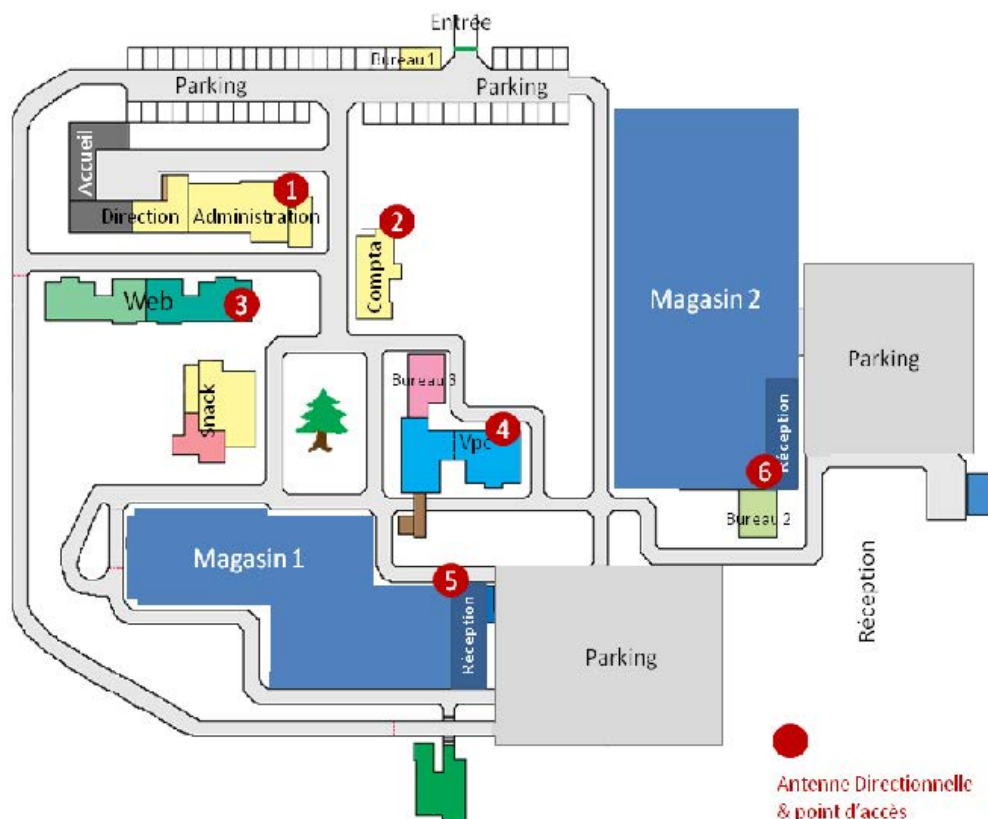 Entrée
Bureau 1
Parking
Parking
Accueil
1
Direction
Administration
2
Compta
Web
3
Magasin 2
Parking
Snack
Bureau 3
4
Vpc
Réception
6
Bureau 2
Magasin 1
5
Réception
Parking
Réception
Antenne Directionnelle
& point d'accès